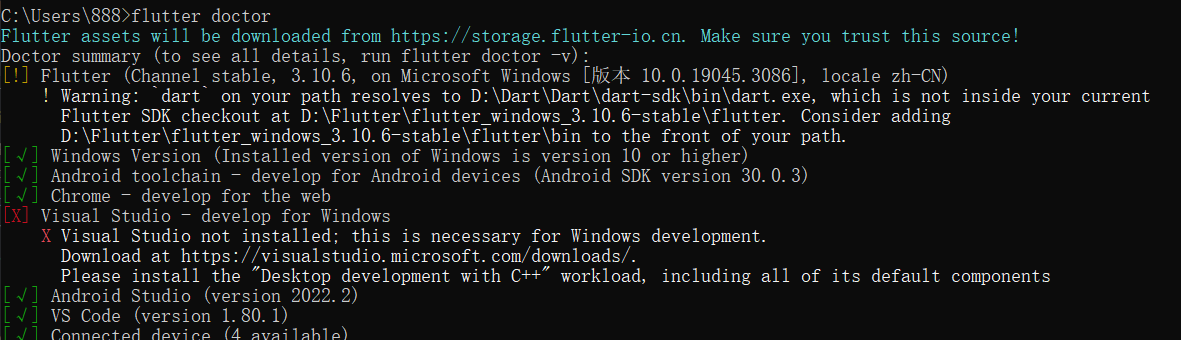 C:\Users\888>flutter doctor
Flutter assets will be downloaded from https://storage.flutter-io.cn. Make sure you trust this source!
Doctor summary (to see all details, run flutter doctor -v):
[!] Flutter (Channel stable, 3.10.6, on Microsoft Windows [版本 10.0.19045.3086], locale zh-CN)
! Warning: `dart` on your path resolves to D:\Dart\Dart\dart-sdk\bin\dart.exe, which is not inside your current
Flutter SDK checkout at D:\Flutter\flutter_windows_3.10.6-stable\flutter. Consider adding
D:\Flutter\flutter_windows_3.10.6-stable\flutter\bin to the front of your path.
[√] Windows Version (Installed version of Windows is version 10 or higher)
[√] Android toolchain - develop for Android devices (Android SDK version 30.0.3)
[√] Chrome - develop for the web
[X] Visual Studio - develop for Windows
X Visual Studio not installed; this is necessary for Windows development.
Download at https://visualstudio.microsoft.com/downloads/.
Please install the "Desktop development with C++" workload, including all of its default components
[√] Android Studio (version 2022.2)
[√] VS Code (version 1.80.1)
[√] Connected device (4 available)